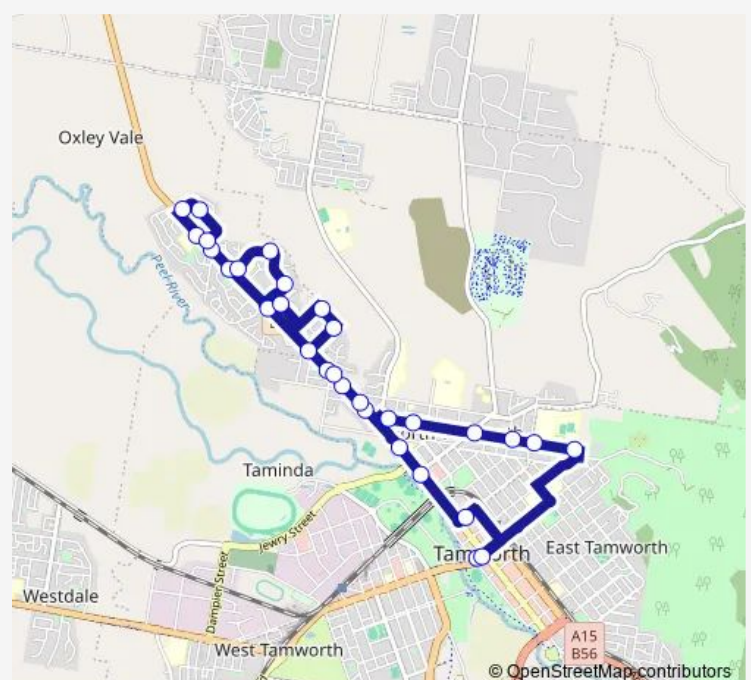 Oxley Vale
Peel River
Taminda
Jewry Street
Tamworth
East Tamworth
Dampier Street
Westdale
West Tamworth
A15
B56
© OpenStreetMap contributors